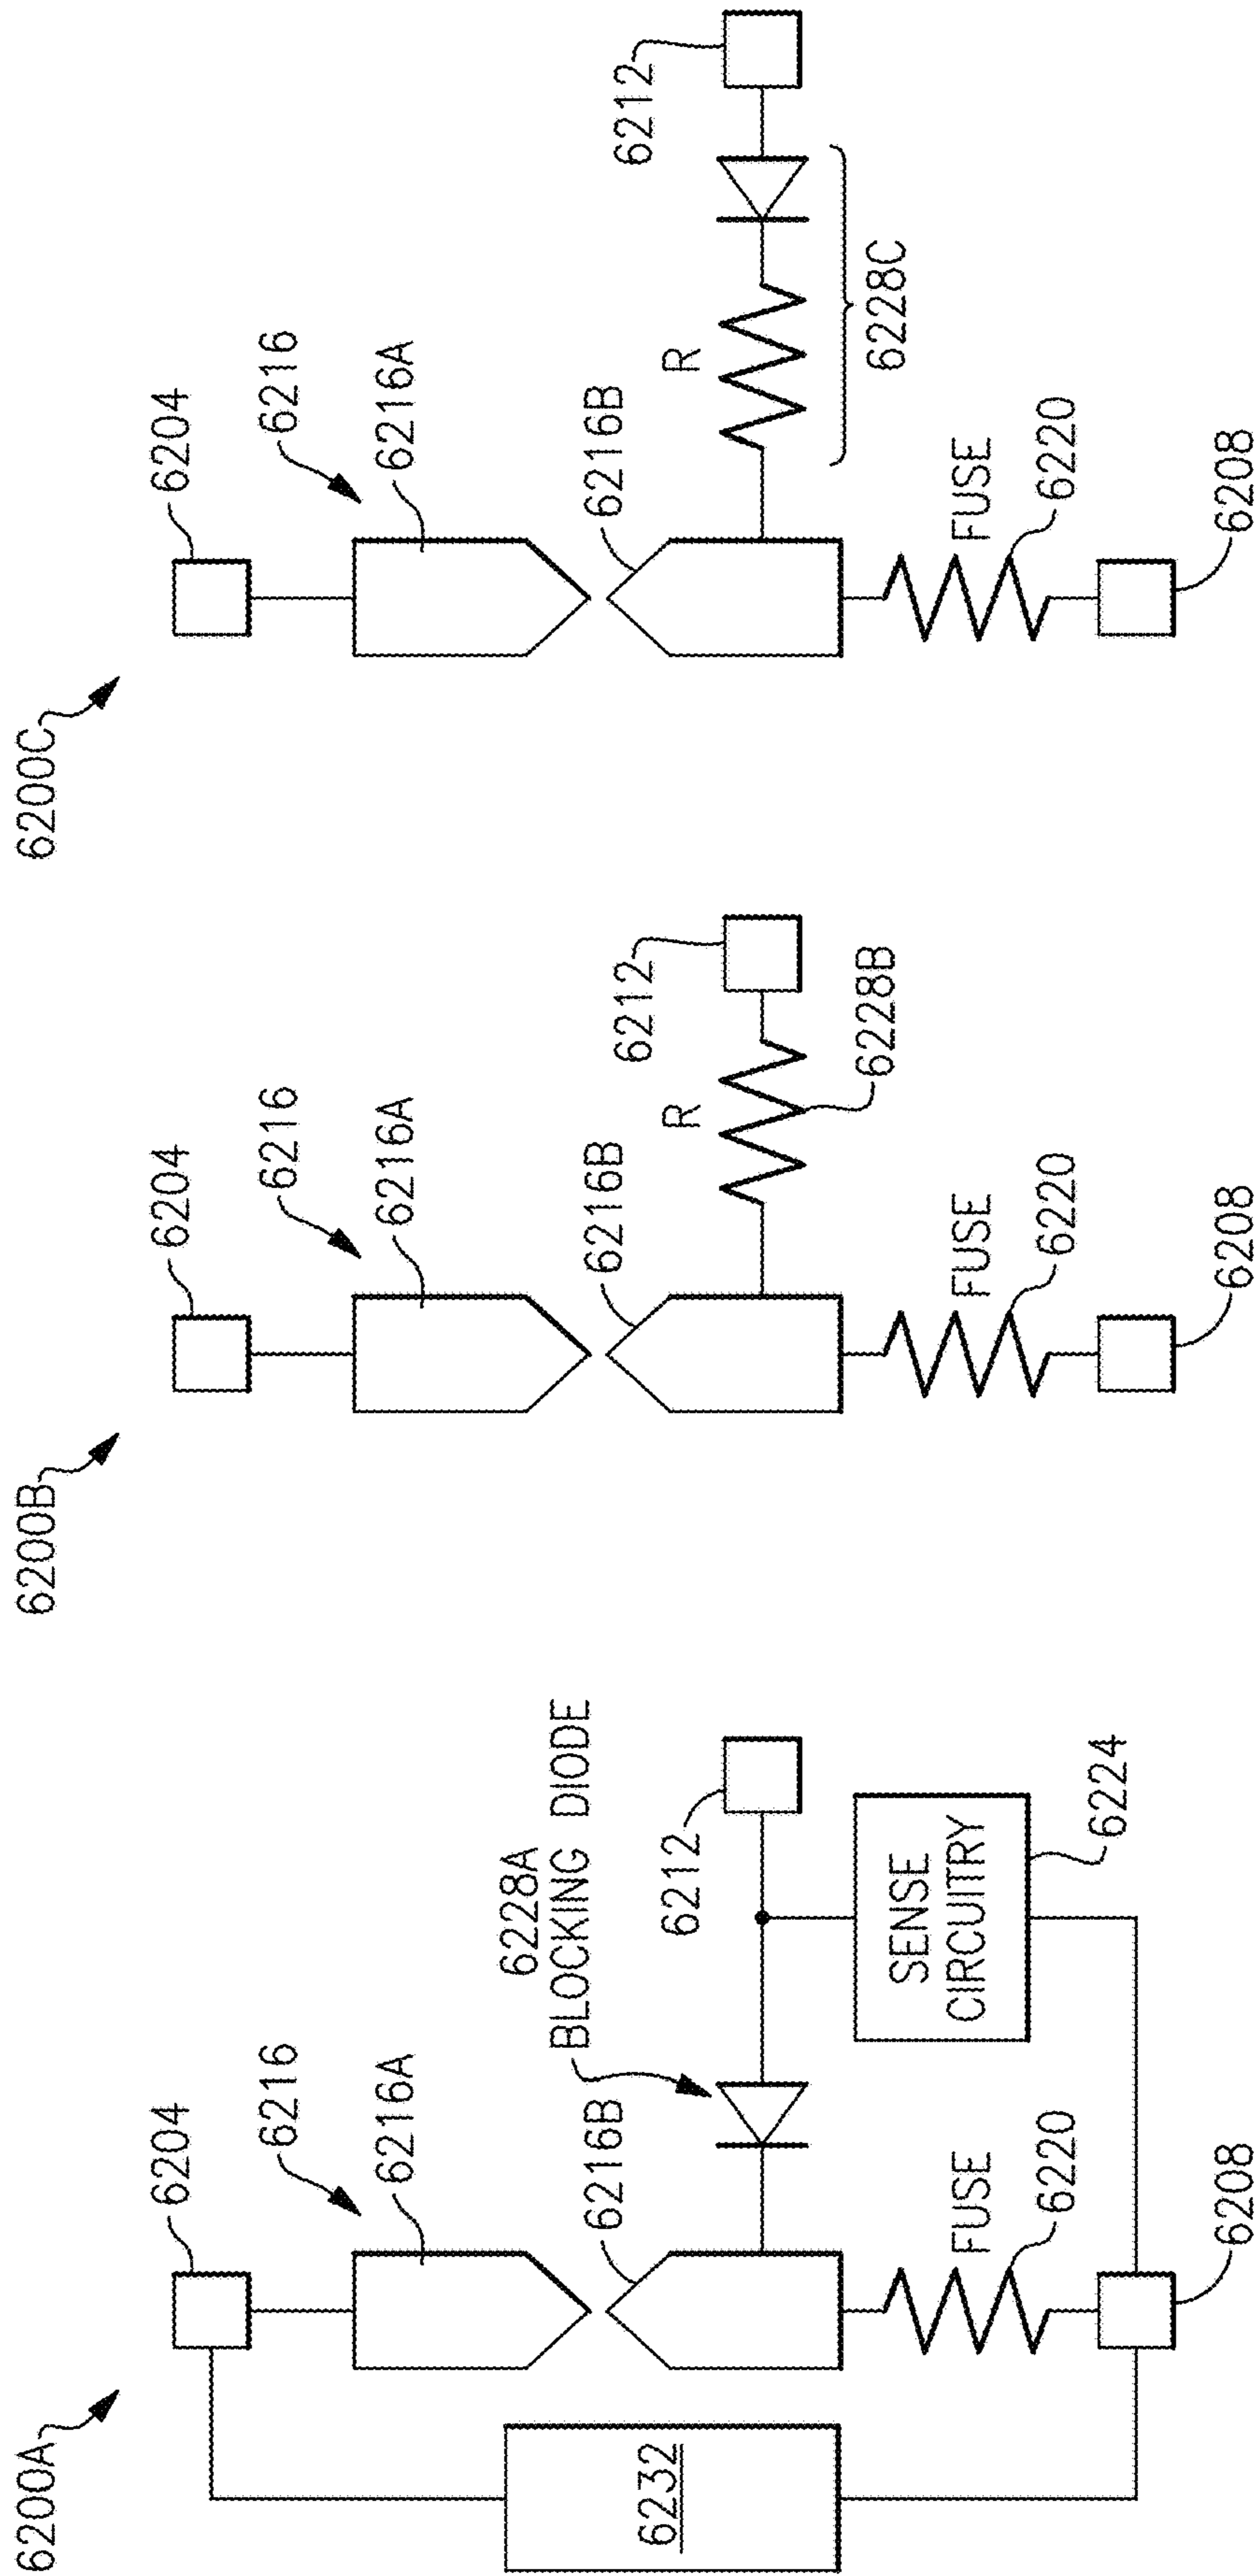 6200A
6204
6216
6216A
6216B
6228A
BLOCKING DIODE
6212
6232
FUSE
6220
SENSE
CIRCUITRY
6224
6208
6200B
6204
6216
6216A
6216B
6212
R
6228B
FUSE
6220
6208
6200C
6204
6216
6216A
6216B
6212
R
6228C
FUSE
6220
6208